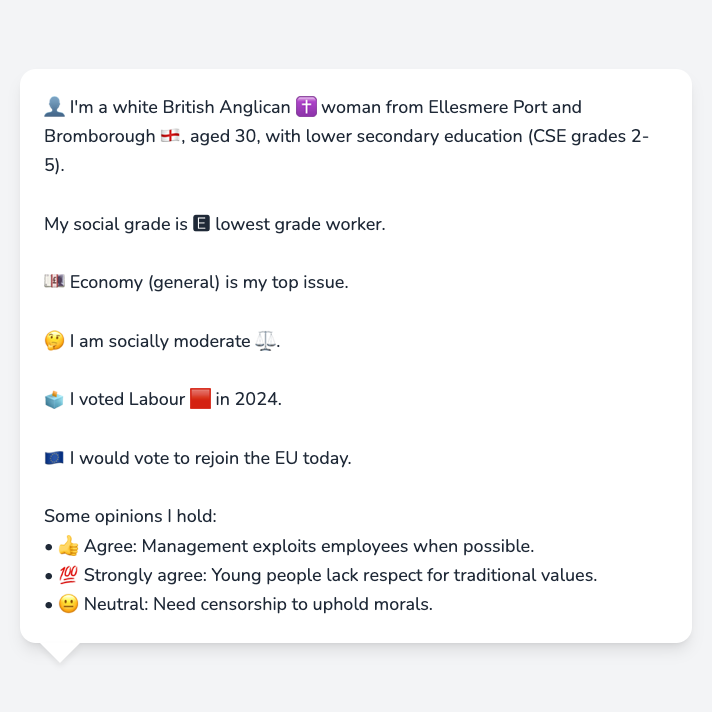 👤 I'm a white British Anglican ✝️ woman from Ellesmere Port and
Bromborough 🏴󠁧󠁢󠁥󠁮󠁧󠁿, aged 30, with lower secondary education (CSE grades 2-
5).
My social grade is 🅴 lowest grade worker.
💷 Economy (general) is my top issue.
🤔 I am socially moderate ⚖️.
🗳️ I voted Labour 🟥 in 2024.
🇪🇺 I would vote to rejoin the EU today.
Some opinions I hold:
• 👍 Agree: Management exploits employees when possible.
• 💯 Strongly agree: Young people lack respect for traditional values.
• 😐 Neutral: Need censorship to uphold morals.